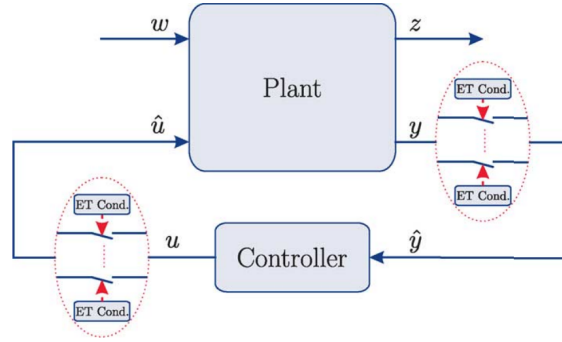 w
z
Plant
ET Cond.
û
y
ET Cond.
ET Cond.
u
Controller
ŷ
ET Cond.